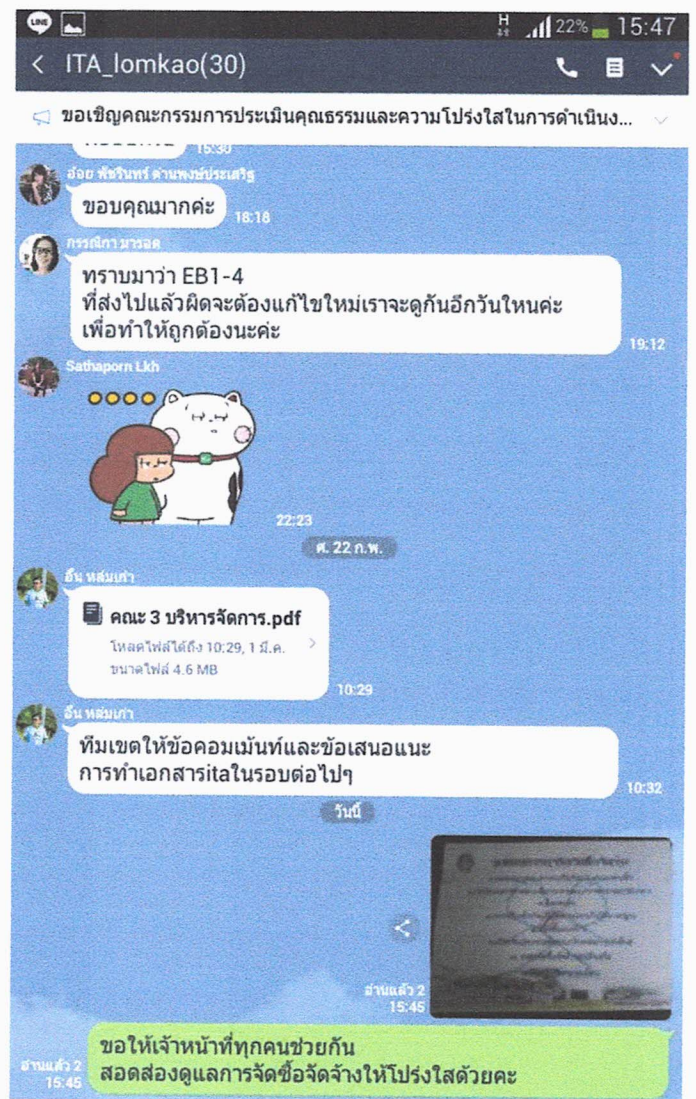 LINE
H
22%
15:47
ITA_lomkao(30)
ขอเชิญคณะกรรมการประเมินคุณธรรมและความโปร่งใสในการดำเนินง...
15:30
อ้อย พัชรินทร์ ด่านพงษ์ประเสริฐ
ขอบคุณมากค่ะ
18:18
กรรณิกา มารอด
ทราบมาว่า EB1-4
ที่ส่งไปแล้วผิดจะต้องแก้ไขใหม่เราจะดูกันอีกวันใหนค่ะ
เพื่อทำให้ถูกต้องนะค่ะ
19:12
Sathaporn Lkh
22:23
ศ. 22 ก.พ.
อิ๋น หล่มเก่า
คณะ 3 บริหารจัดการ.pdf
โหลดไฟล์ได้ถึง 10:29, 1 มี.ค.
ขนาดไฟล์ 4.6 MB
10:29
อิ๋น หล่มเก่า
ทีมเขตให้ข้อคอมเม้นท์และข้อเสนอแนะ
การทำเอกสารitaในรอบต่อไปๆ
10:32
วันนี้
อ่านแล้ว 2
15:45
ขอให้เจ้าหน้าที่ทุกคนช่วยกัน
สอดส่องดูแลการจัดซื้อจัดจ้างให้โปร่งใสด้วยคะ
อ่านแล้ว 2
15:45